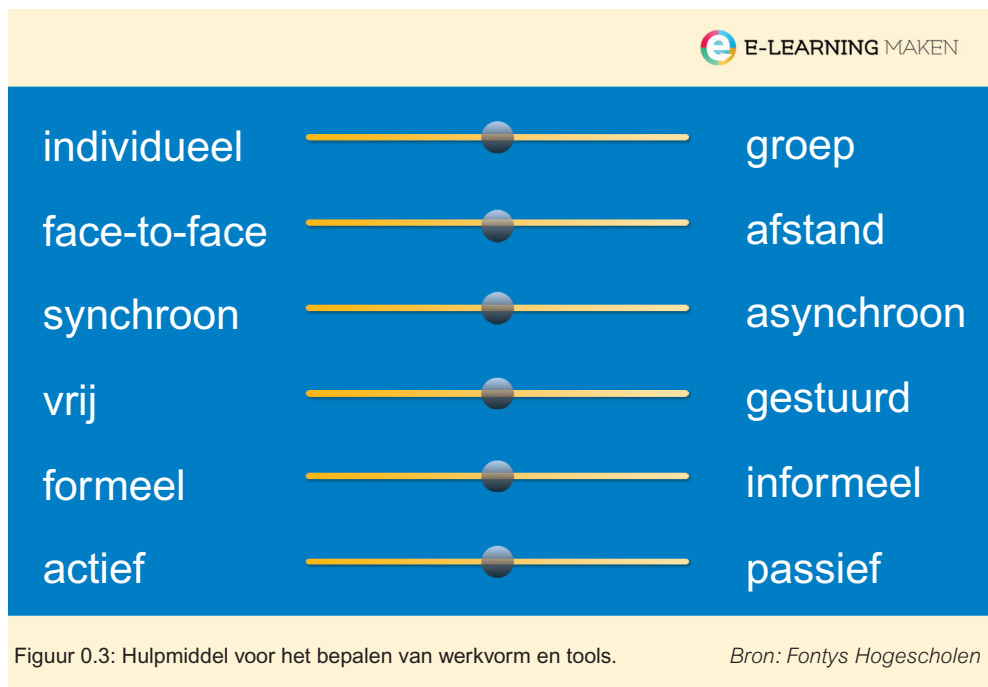 E-LEARNING MAKEN
individueel groep
face-to-face afstand
synchroon asynchroon
vrij gestuurd
formeel informeel
actief passief
Figuur 0.3: Hulpmiddel voor het bepalen van werkvorm en tools. Bron: Fontys Hogescholen